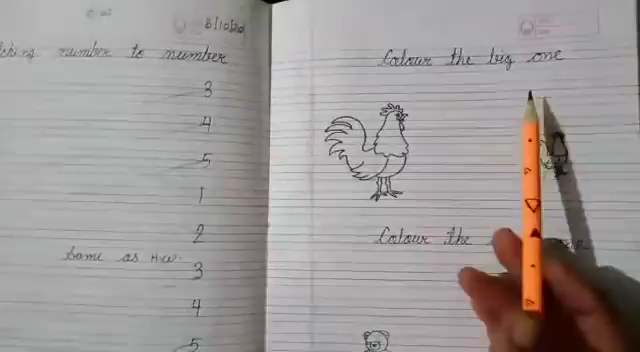 C.W
3/10/20
number to number
3
4
5
1
2
Same as H.W.
3
4
5
Colour the big one
Colour the